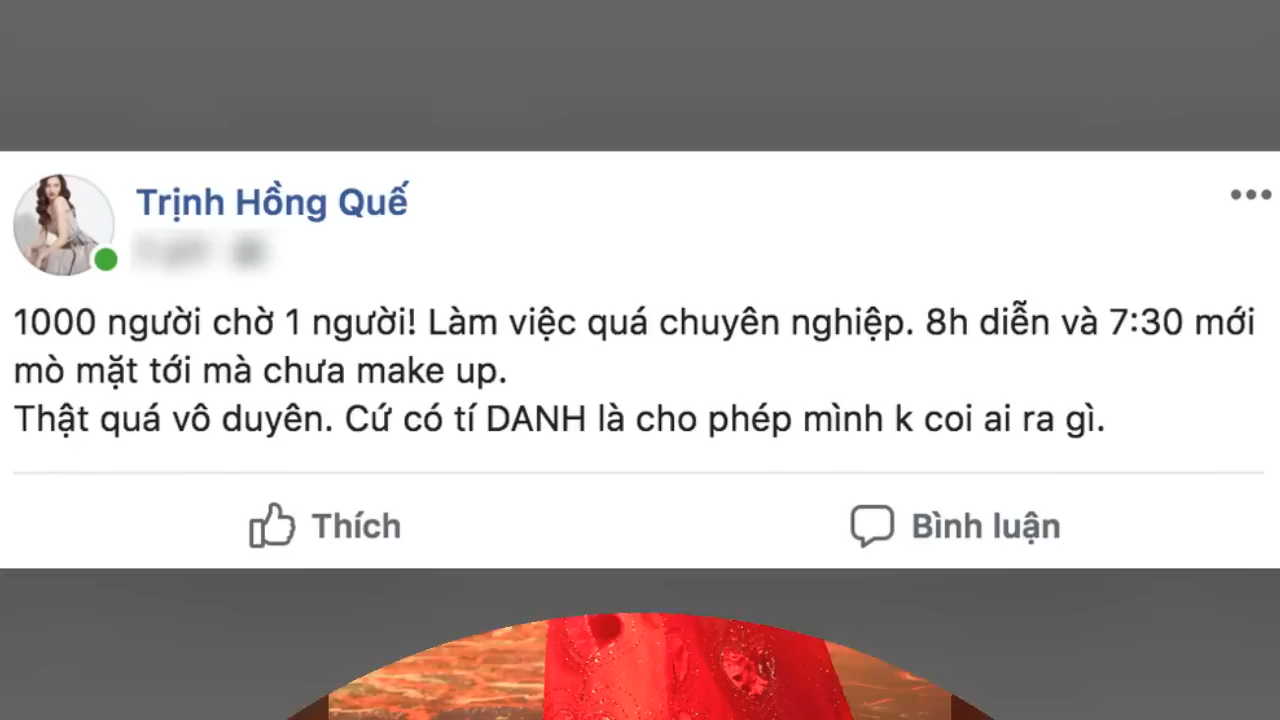 Trịnh Hồng Quế
1000 người chờ 1 người! Làm việc quá chuyên nghiệp. 8h diễn và 7:30 mới
mò mặt tới mà chưa make up.
Thật quá vô duyên. Cứ có tí DANH là cho phép mình k coi ai ra gì.
Thích
Bình luận